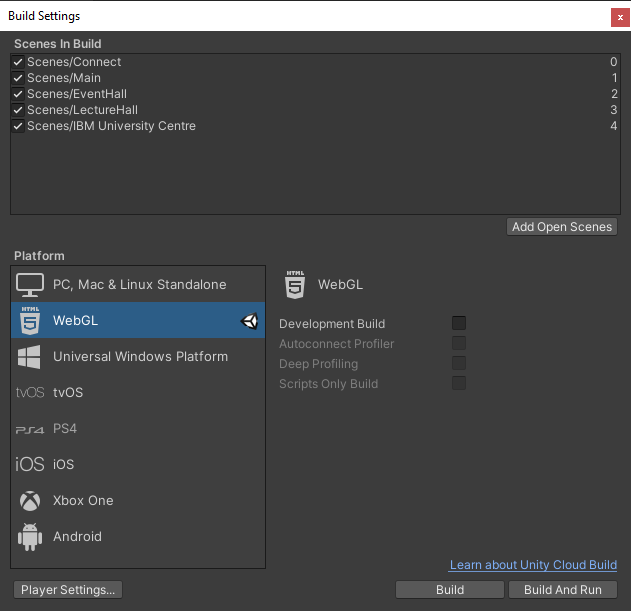 Build Settings
x
Scenes In Build
Scenes/Connect 0
Scenes/Main 1
Scenes/EventHall 2
Scenes/LectureHall 3
Scenes/IBM University Centre 4
Add Open Scenes
Platform
PC, Mac & Linux Standalone
HTML 5 WebGL
Universal Windows Platform
tvOS tvOS
PS4 PS4
iOS iOS
Xbox One
Android
HTML 5 WebGL
Development Build
Autoconnect Profiler
Deep Profiling
Scripts Only Build
Learn about Unity Cloud Build
Player Settings...
Build
Build And Run